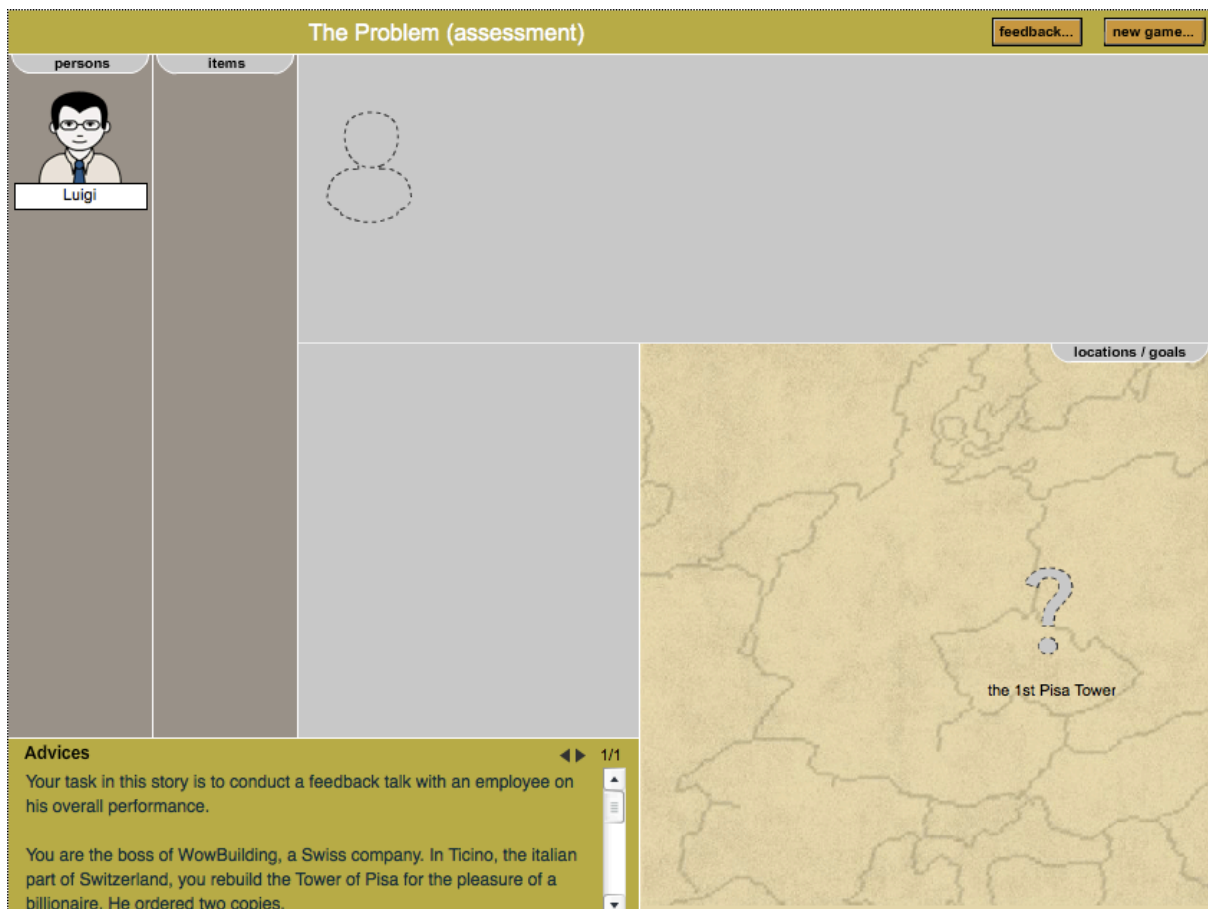 The Problem (assessment)
feedback...
new game...
persons
items
Luigi
locations / goals
the 1st Pisa Tower
Advices
1/1
Your task in this story is to conduct a feedback talk with an employee on
his overall performance.
You are the boss of WowBuilding, a Swiss company. In Ticino, the italian
part of Switzerland, you rebuild the Tower of Pisa for the pleasure of a
billionaire. He ordered two copies.